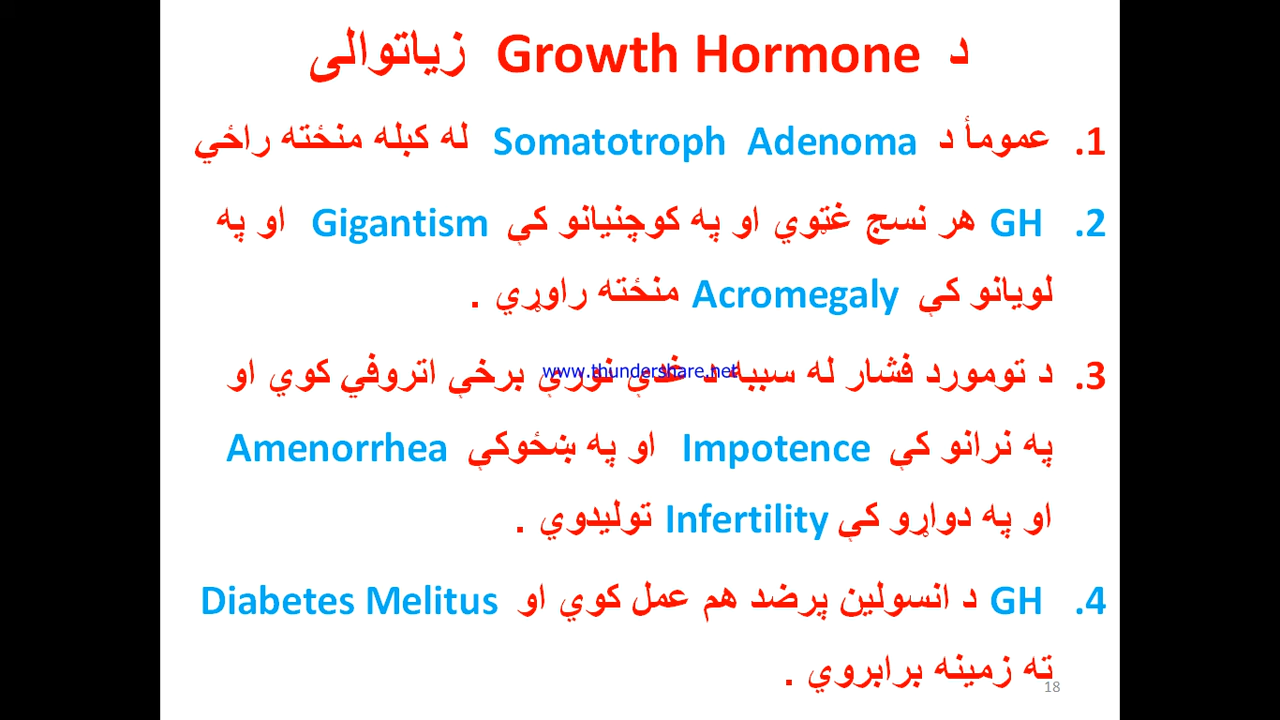 د Growth Hormone زیاتوالی
1. عموماً د Somatotroph Adenoma له کبله منځته راځي
2. GH هر نسج غټوي او په کوچنیانو کې Gigantism او په
لویانو کې Acromegaly منځته راوړي .
3. د تومورد فشار له سببه د غدې نورې برخې اتروفي کوي او
www.thundershare.net
په نرانو کې Impotence او په ښځوکې Amenorrhea
او په دواړو کې Infertility تولیدوي .
4. GH د انسولین پرضد هم عمل کوي او Diabetes Melitus
ته زمینه برابروي .
18